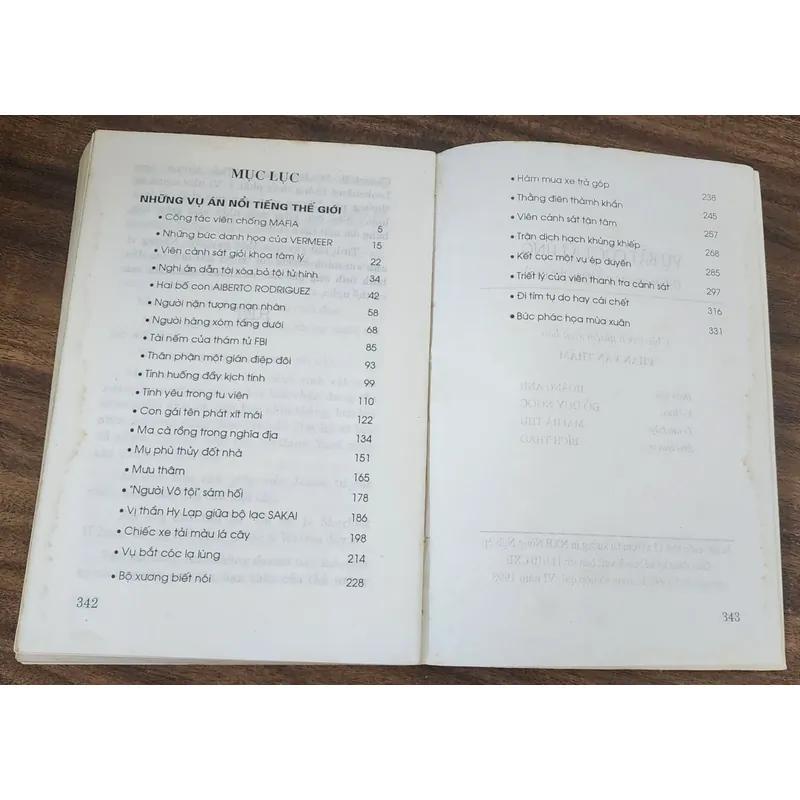 MỤC LỤC
NHỮNG VỤ ÁN NỔI TIẾNG THẾ GIỚI
• Cộng tác viên chống MAFIA 5
• Những bức danh họa của VERMEER 15
• Viên cảnh sát giỏi khoa tâm lý 22
• Nghi án dẫn tới xóa bỏ tội tử hình 34
• Hai bố con AlBERTO RODRIGUEZ 42
• Người nặn tượng nạn nhân 58
• Người hàng xóm tầng dưới 68
• Tài nếm của thám tử FBI 85
• Thân phận một gián điệp đôi 93
• Tình huống đầy kịch tính 99
• Tình yêu trong tu viện 110
• Con gái tên phát xít mới 122
• Ma cà rồng trong nghĩa địa 134
• Mụ phù thủy đốt nhà 151
• Mưu thâm 165
• "Người Vô tội" sám hối 178
• Vị thần Hy Lạp giữa bộ lạc SAKAI 186
• Chiếc xe tải màu lá cây 198
• Vụ bắt cóc lạ lùng 214
• Bộ xương biết nói 228
342
• Hám mua xe trả góp 238
• Thằng điên thành khẩn 245
• Viên cảnh sát tận tâm 257
• Trận dịch hạch khủng khiếp 268
• Kết cục một vụ ép duyên 285
• Triết lý của viên thanh tra cảnh sát 297
• Đi tìm tự do hay cái chết 316
• Bức phác họa mùa xuân 331
343